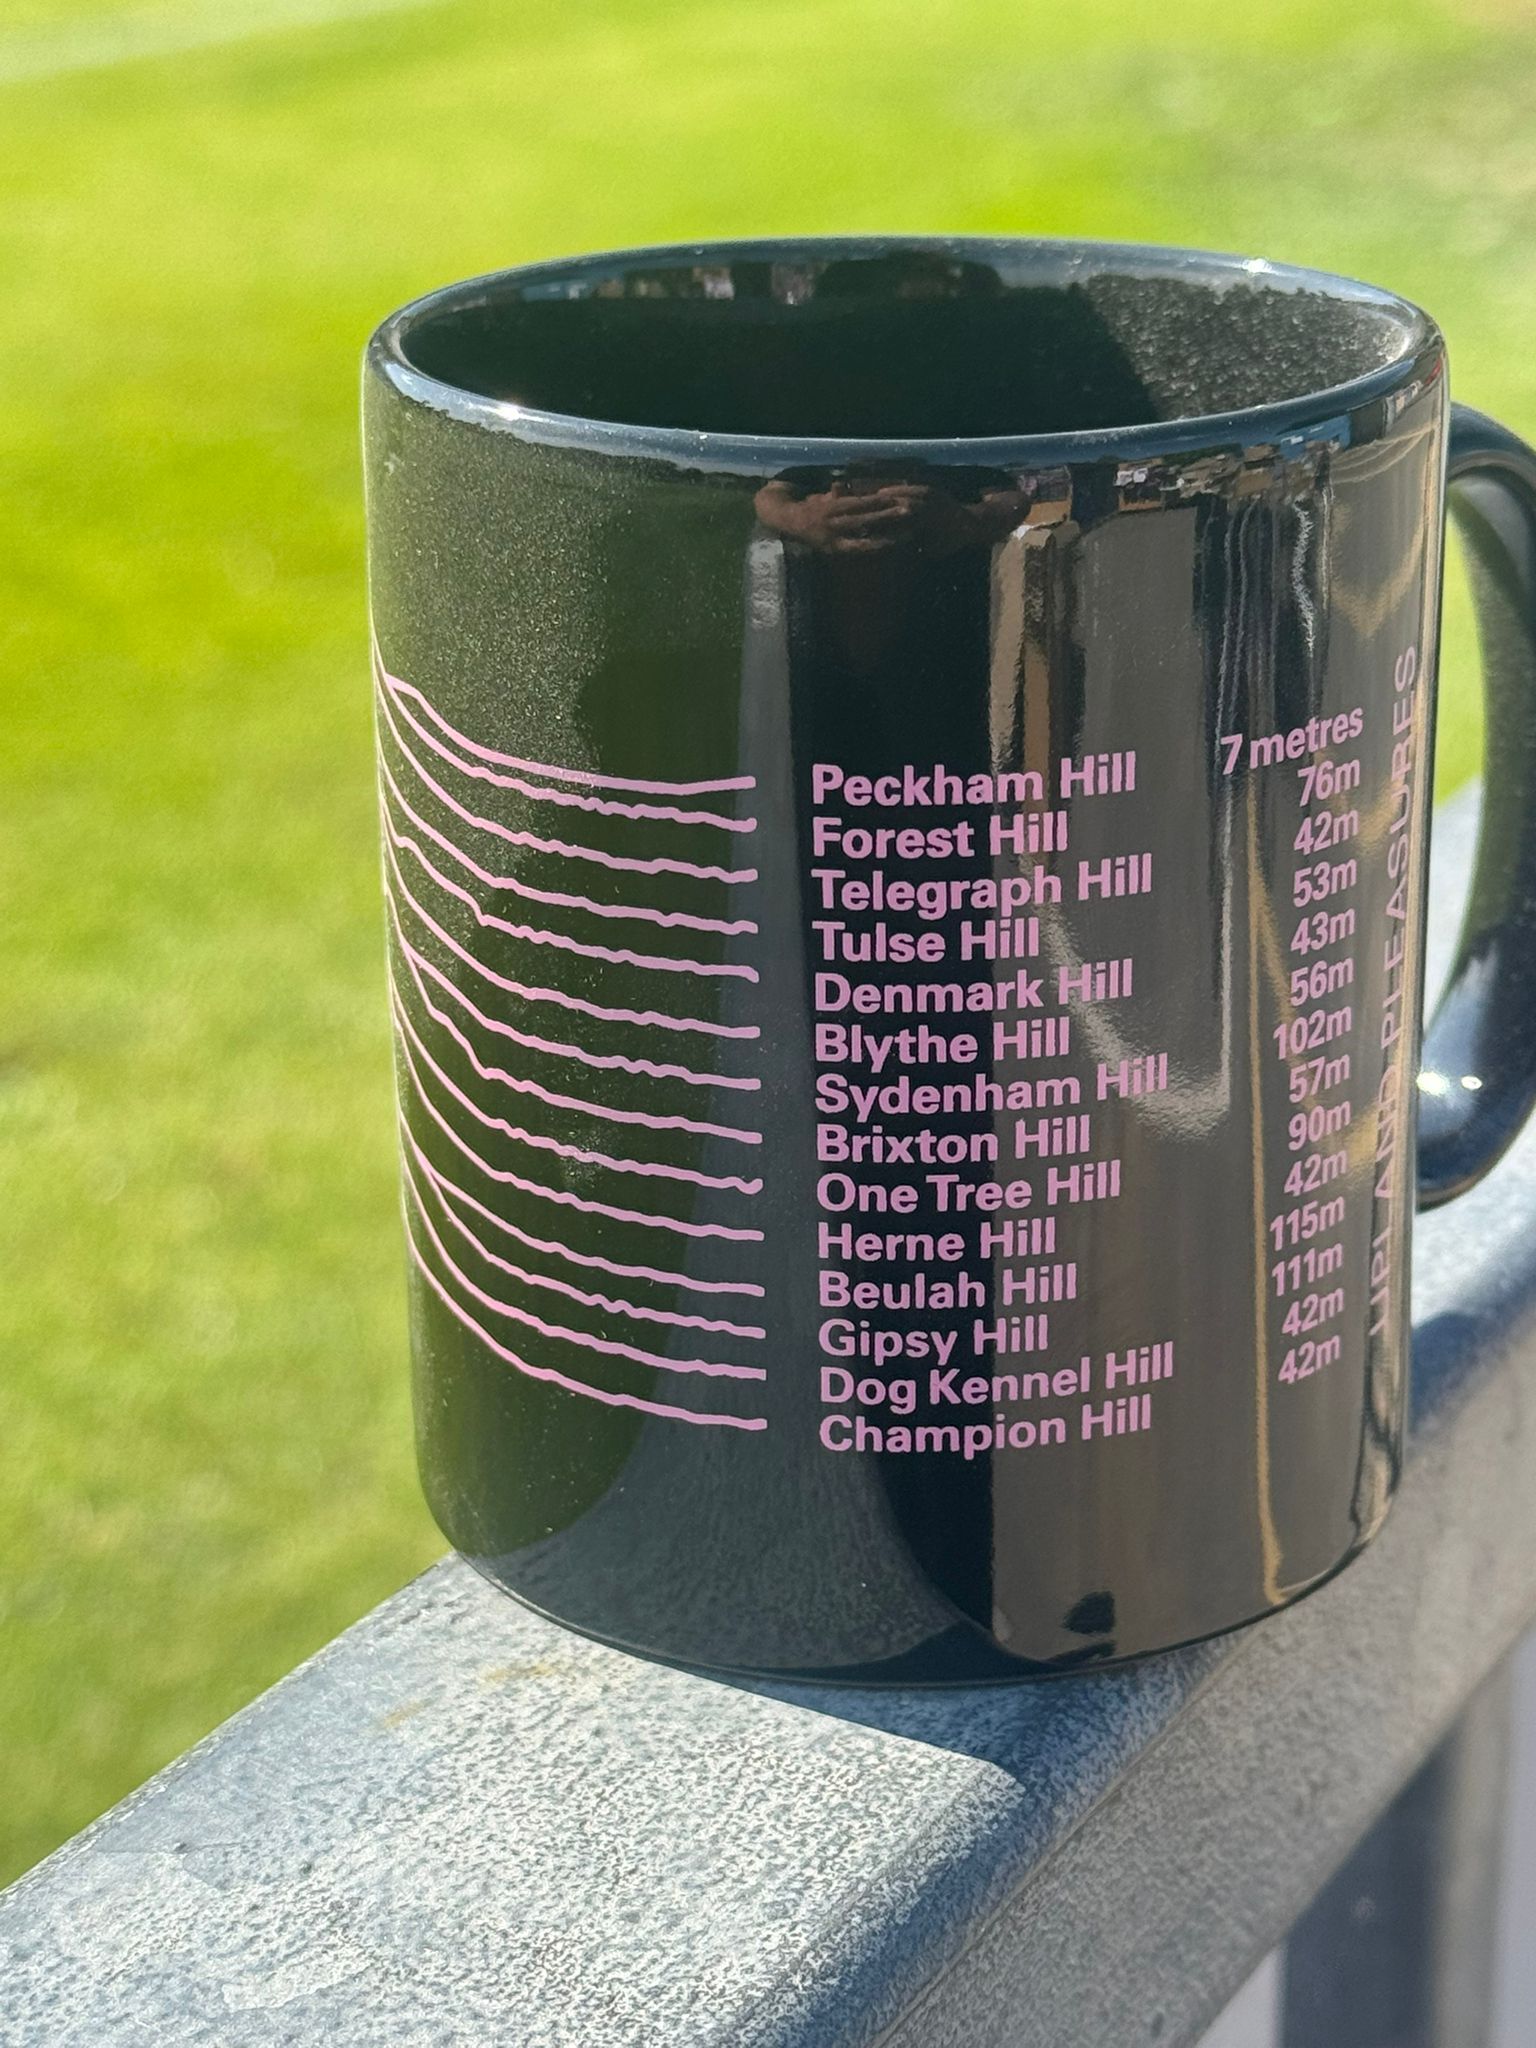 Peckham Hill 7 metres
Forest Hill 76m
Telegraph Hill 42m
Tulse Hill 53m
Denmark Hill 43m
Blythe Hill 56m
Sydenham Hill 102m
Brixton Hill 57m
One Tree Hill 90m
Herne Hill 42m
Beulah Hill 115m
Gipsy Hill 111m
Dog Kennel Hill 42m
Champion Hill 42m
UPLAND PLEASURES